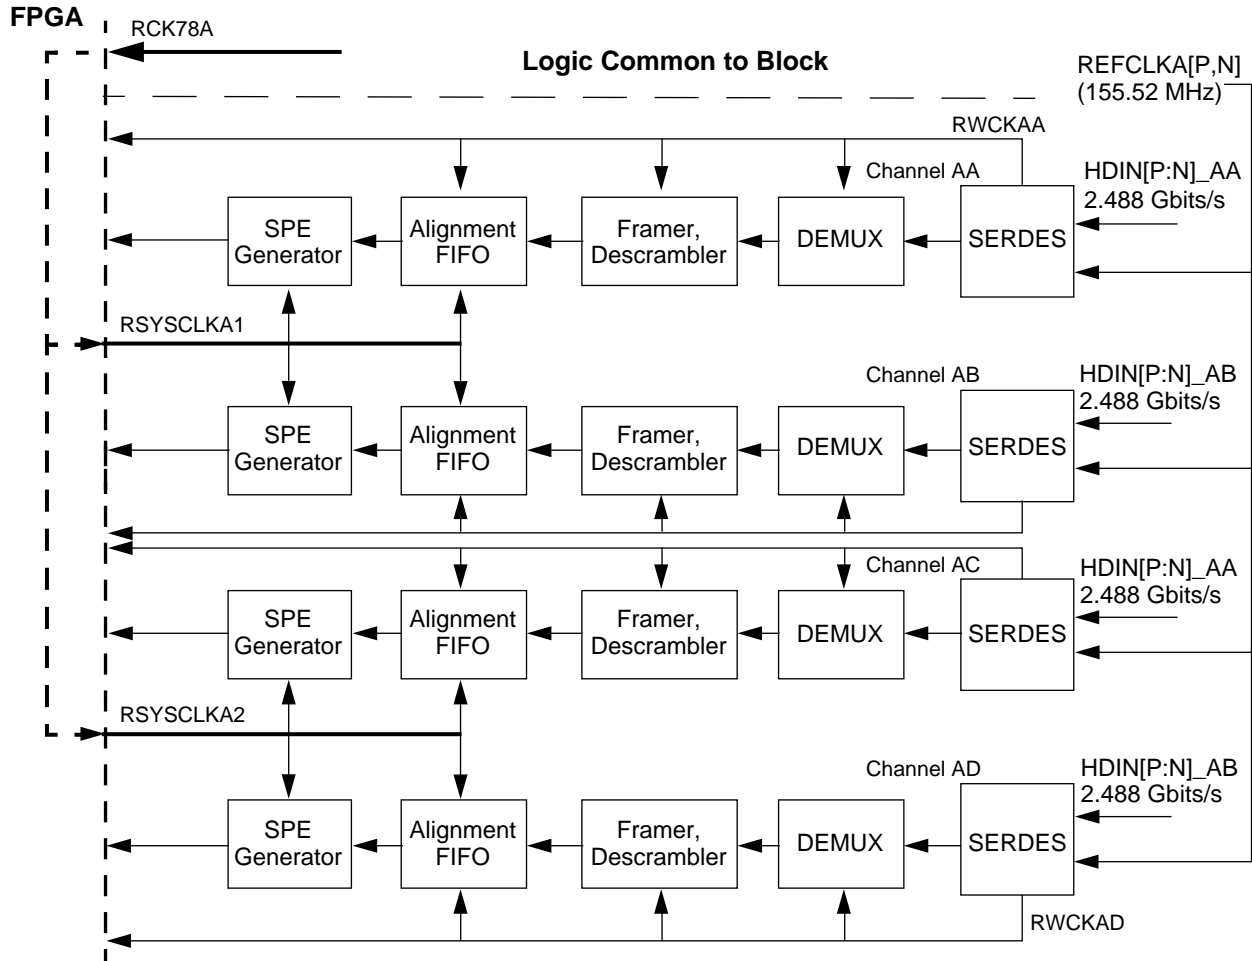 FPGA
RCK78A
Logic Common to Block
REFCLKA[P,N]
(155.52 MHz)
RWCKAA
Channel AA
HDIN[P:N]_AA
2.488 Gbits/s
SPE
Generator
Alignment
FIFO
Framer,
Descrambler
DEMUX
SERDES
RSYSCLKA1
Channel AB
HDIN[P:N]_AB
2.488 Gbits/s
SPE
Generator
Alignment
FIFO
Framer,
Descrambler
DEMUX
SERDES
Channel AC
HDIN[P:N]_AA
2.488 Gbits/s
SPE
Generator
Alignment
FIFO
Framer,
Descrambler
DEMUX
SERDES
RSYSCLKA2
Channel AD
HDIN[P:N]_AB
2.488 Gbits/s
SPE
Generator
Alignment
FIFO
Framer,
Descrambler
DEMUX
SERDES
RWCKAD